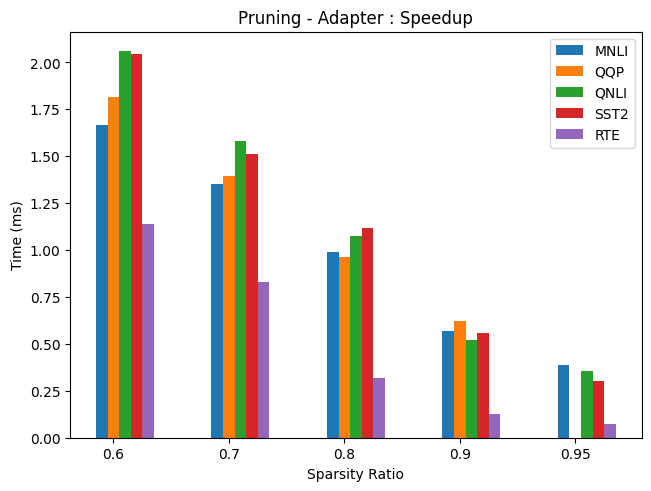 Pruning - Adapter : Speedup
MNLI
QQP
QNLI
SST2
RTE
Time (ms)
2.00
1.75
1.50
1.25
1.00
0.75
0.50
0.25
0.00
0.6
0.7
0.8
0.9
0.95
Sparsity Ratio